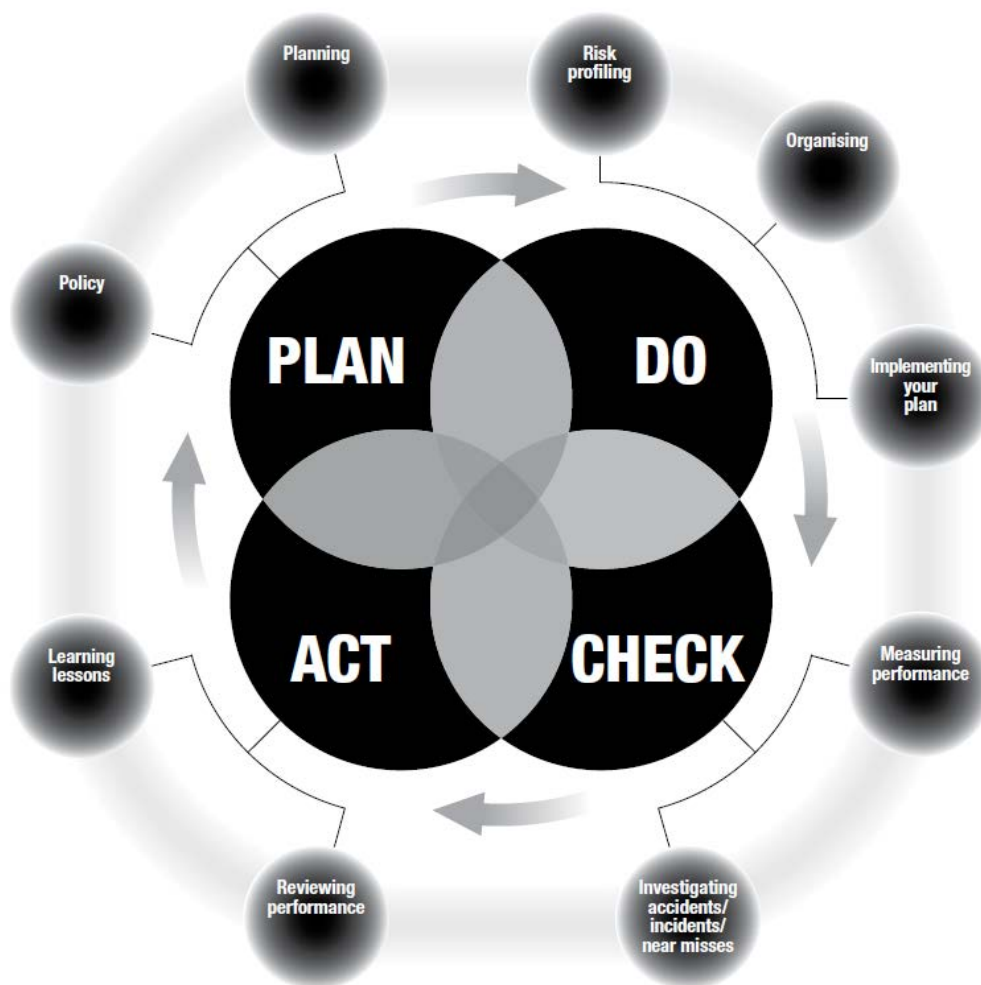 Planning
Risk
profiling
Organising
Policy
PLAN
DO
Implementing
your
plan
Learning
lessons
ACT
CHECK
Measuring
performance
Reviewing
performance
Investigating
accidents/
incidents/
near misses